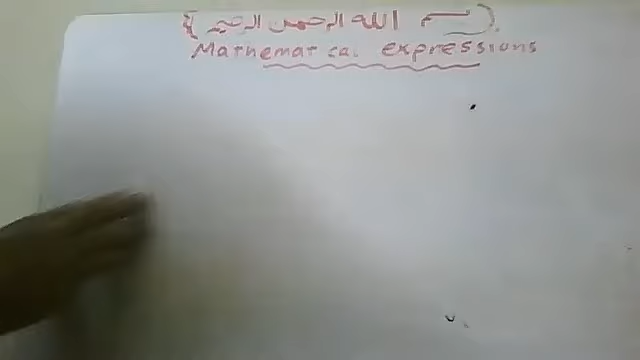 ﴿ بسم الله الرحمن الرحيم ﴾
Mathematical expressions